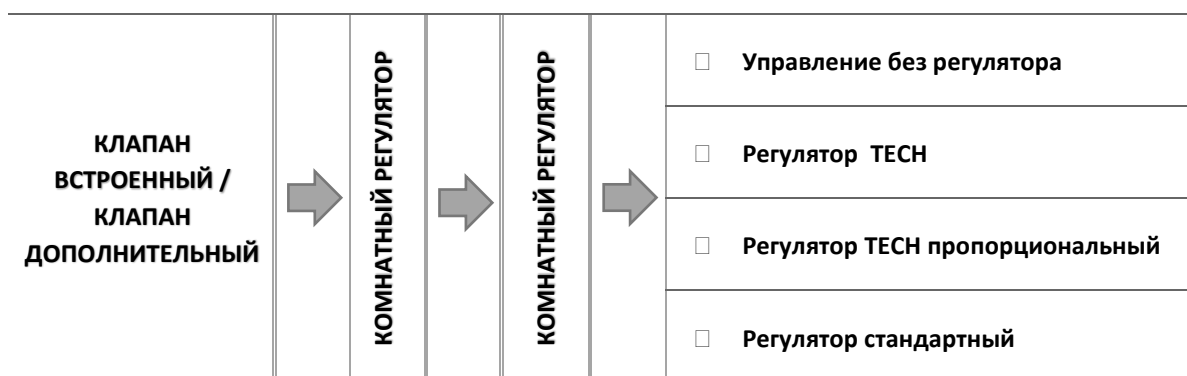 КЛАПАН
ВСТРОЕННЫЙ /
КЛАПАН
ДОПОЛНИТЕЛЬНЫЙ
КОМНАТНЫЙ РЕГУЛЯТОР
КОМНАТНЫЙ РЕГУЛЯТОР
Управление без регулятора
Регулятор TECH
Регулятор TECH пропорциональный
Регулятор стандартный